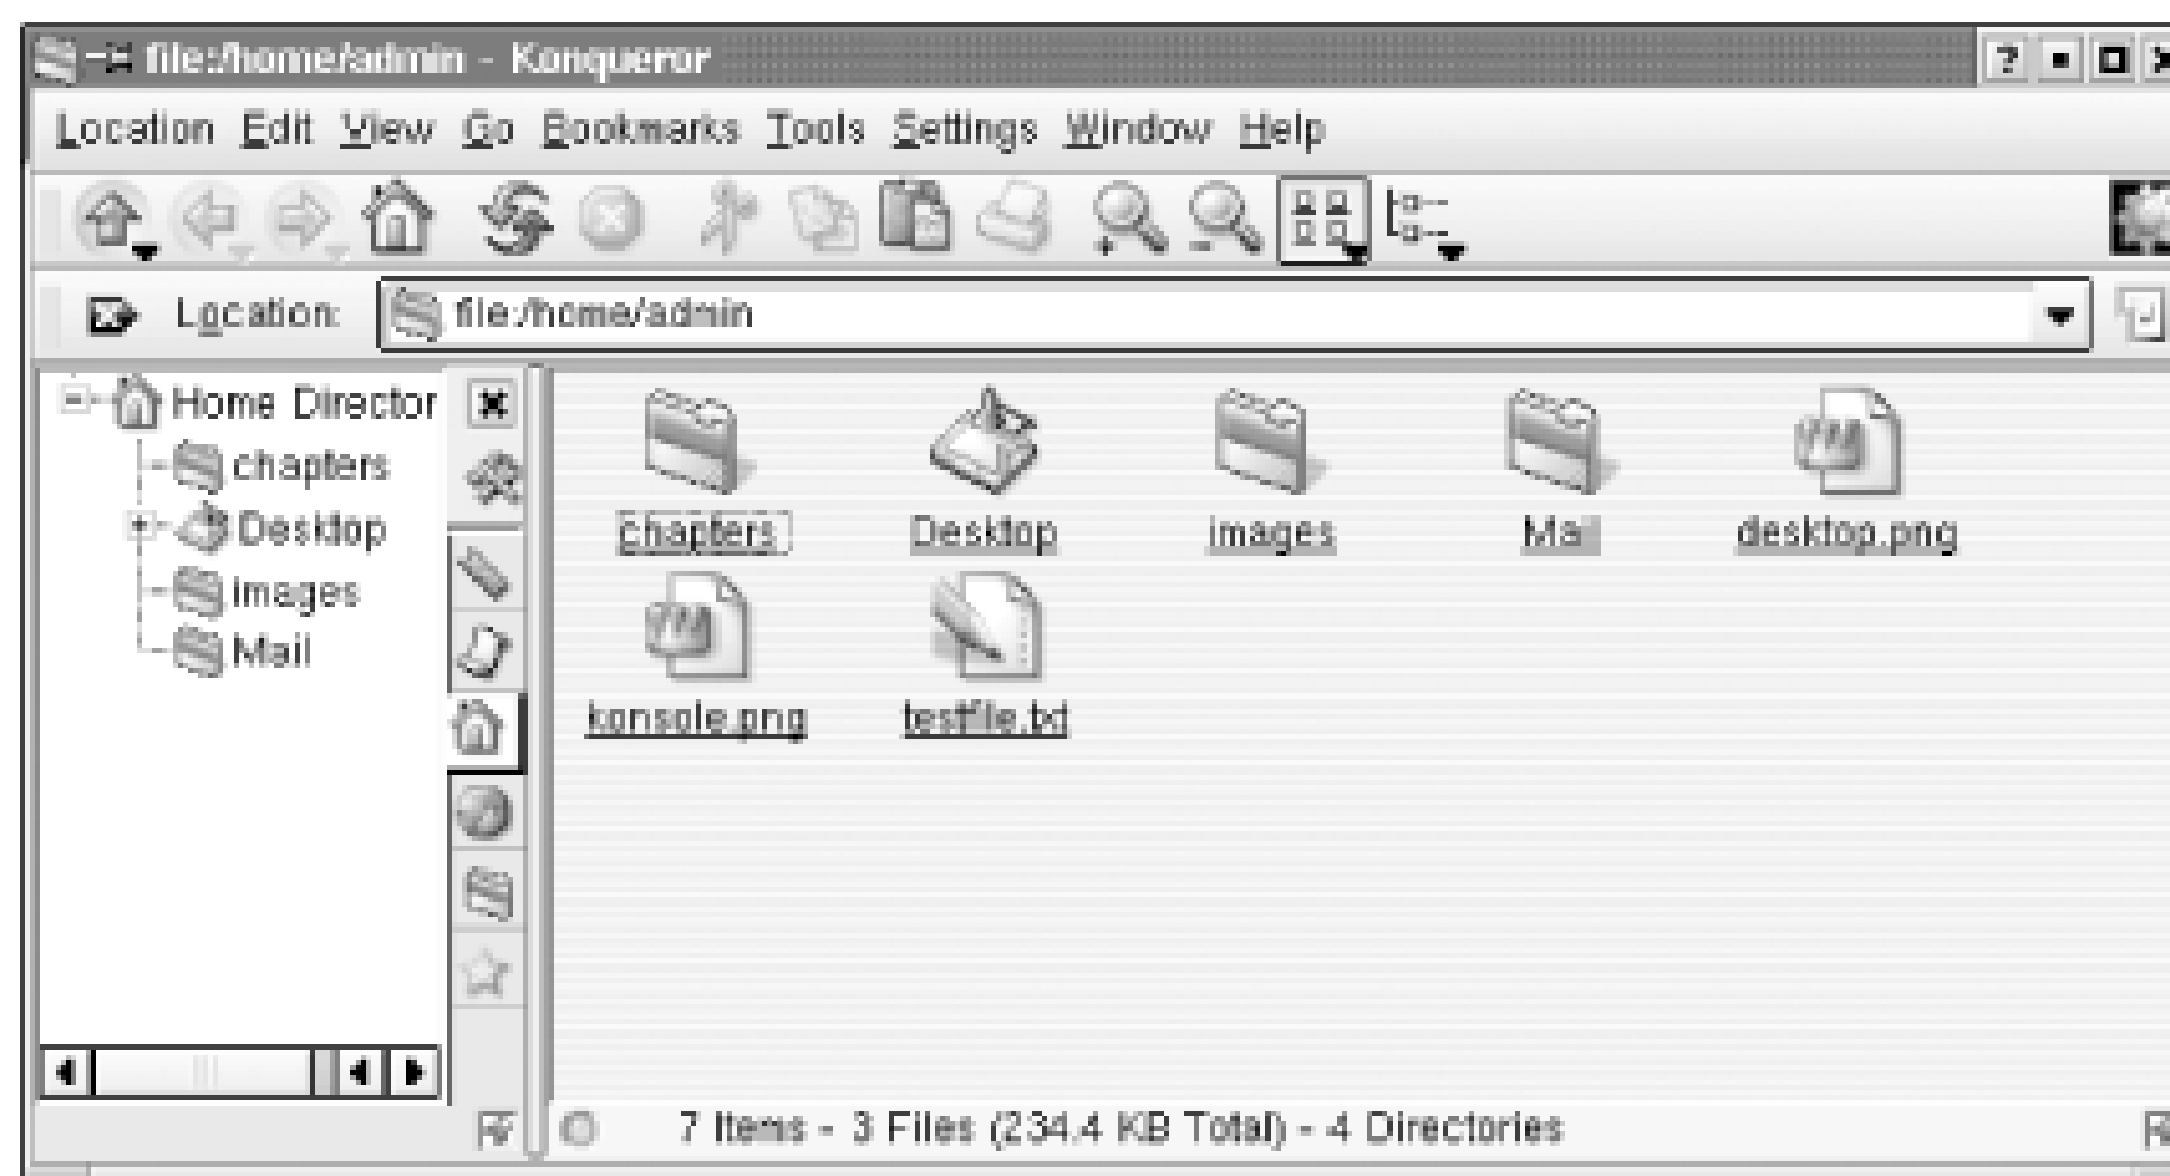 file:/home/admin - Konqueror
Location Edit View Go Bookmarks Tools Settings Window Help
Location: file:/home/admin
Home Director
chapters
Desktop
images
Mail
chapters Desktop images Mail desktop.png
konsole.png testfile.txt
7 Items - 3 Files (234.4 KB Total) - 4 Directories